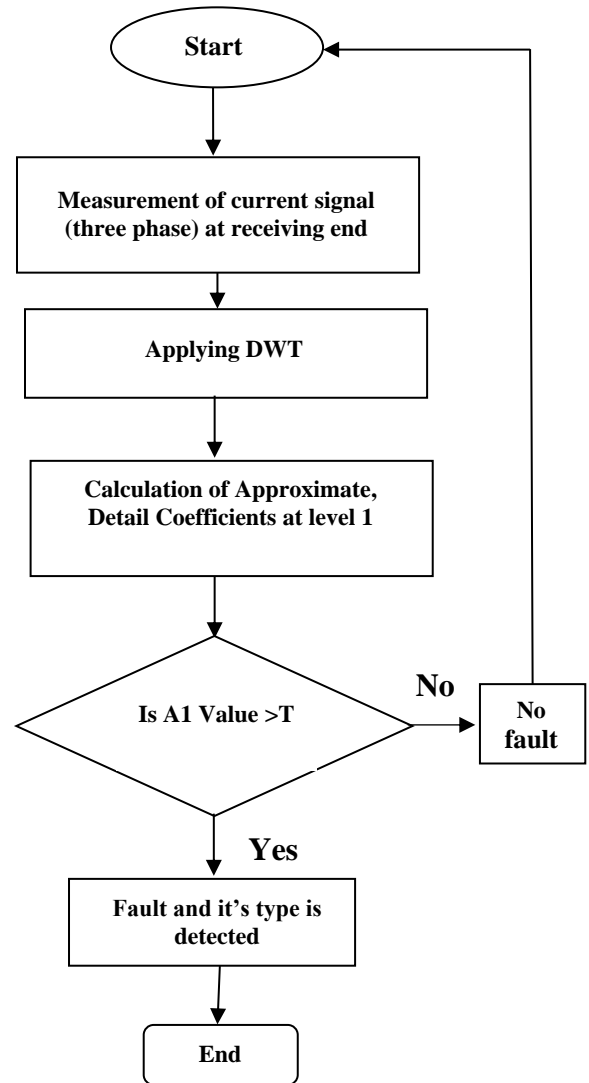 Start
Measurement of current signal
(three phase) at receiving end
Applying DWT
Calculation of Approximate,
Detail Coefficients at level 1
Is A1 Value >T
No
No
fault
Yes
Fault and it's type is
detected
End